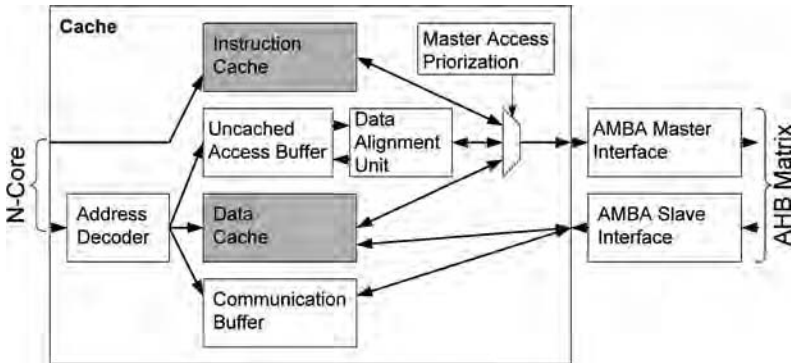 Cache
Instruction
Cache
Master Access
Priorization
Uncached
Access Buffer
Data
Alignment
Unit
AMBA Master
Interface
N-Core
Address
Decoder
Data
Cache
AMBA Slave
Interface
AHB Matrix
Communication
Buffer